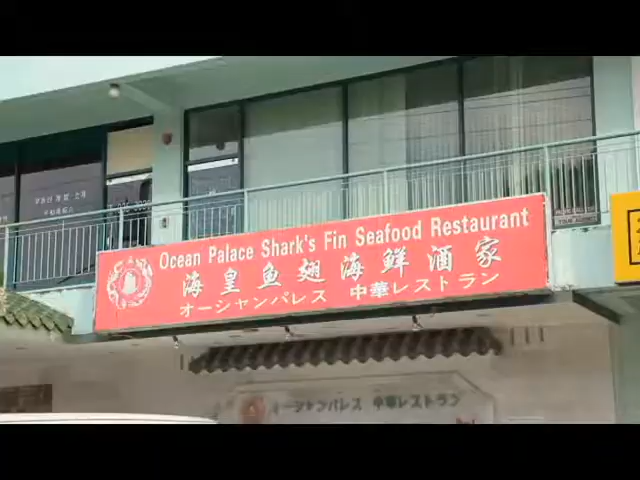 Ocean Palace Shark's Fin Seafood Restaurant
海皇鱼翅海鲜酒家
オーシャンパレス 中華レストラン
オーシャンパレス 中華レストラン